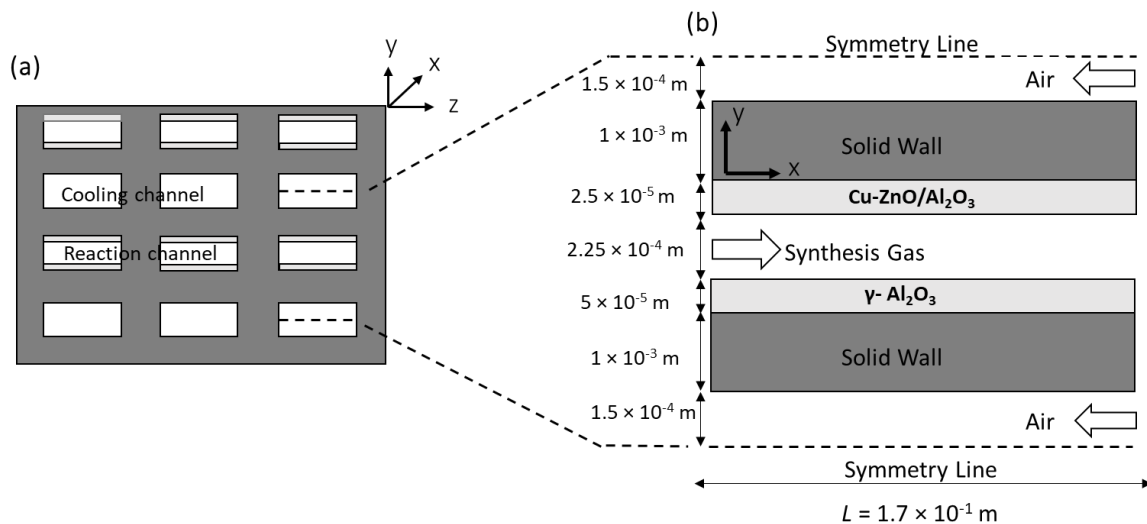 (a)
y
x
z
Cooling channel
Reaction channel
(b)
Symmetry Line
1.5 × 10⁻⁴ m
Air
1 × 10⁻³ m
y
Solid Wall
x
2.5 × 10⁻⁵ m
Cu-ZnO/Al₂O₃
2.25 × 10⁻⁴ m
Synthesis Gas
5 × 10⁻⁵ m
γ- Al₂O₃
1 × 10⁻³ m
Solid Wall
1.5 × 10⁻⁴ m
Air
Symmetry Line
L = 1.7 × 10⁻¹ m